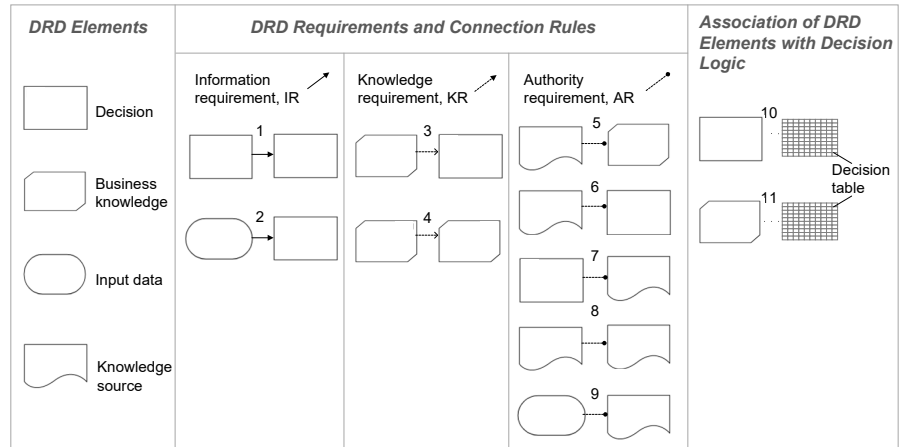 DRD Elements
Decision
Business
knowledge
Input data
Knowledge
source
DRD Requirements and Connection Rules
Information
requirement, IR
1
2
Knowledge
requirement, KR
3
4
Authority
requirement, AR
5
6
7
8
9
Association of DRD
Elements with Decision
Logic
10
Decision
table
11